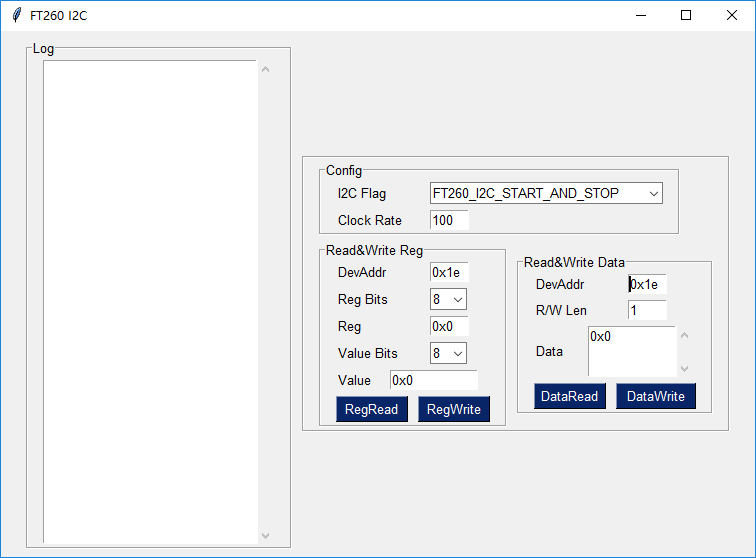 FT260 I2C
Log
Config
I2C Flag FT260_I2C_START_AND_STOP
Clock Rate 100
Read&Write Reg
DevAddr 0x1e
Reg Bits 8
Reg 0x0
Value Bits 8
Value 0x0
RegRead RegWrite
Read&Write Data
DevAddr 0x1e
R/W Len 1
Data 0x0
DataRead DataWrite